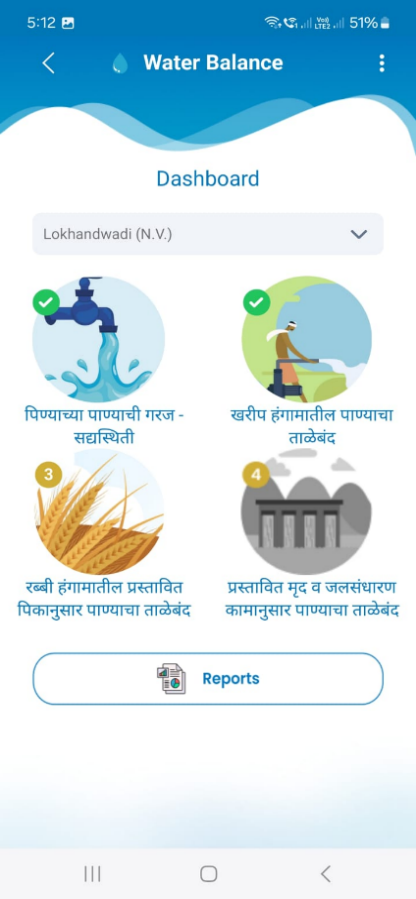 5:12
Vo))
LTE2
51%
Water Balance
Dashboard
Lokhandwadi (N.V.)
पिण्याच्या पाण्याची गरज -
सद्यस्थिती
खरीप हंगामातील पाण्याचा
ताळेबंद
3
4
रब्बी हंगामातील प्रस्तावित
पिकानुसार पाण्याचा ताळेबंद
प्रस्तावित मृद व जलसंधारण
कामानुसार पाण्याचा ताळेबंद
Reports